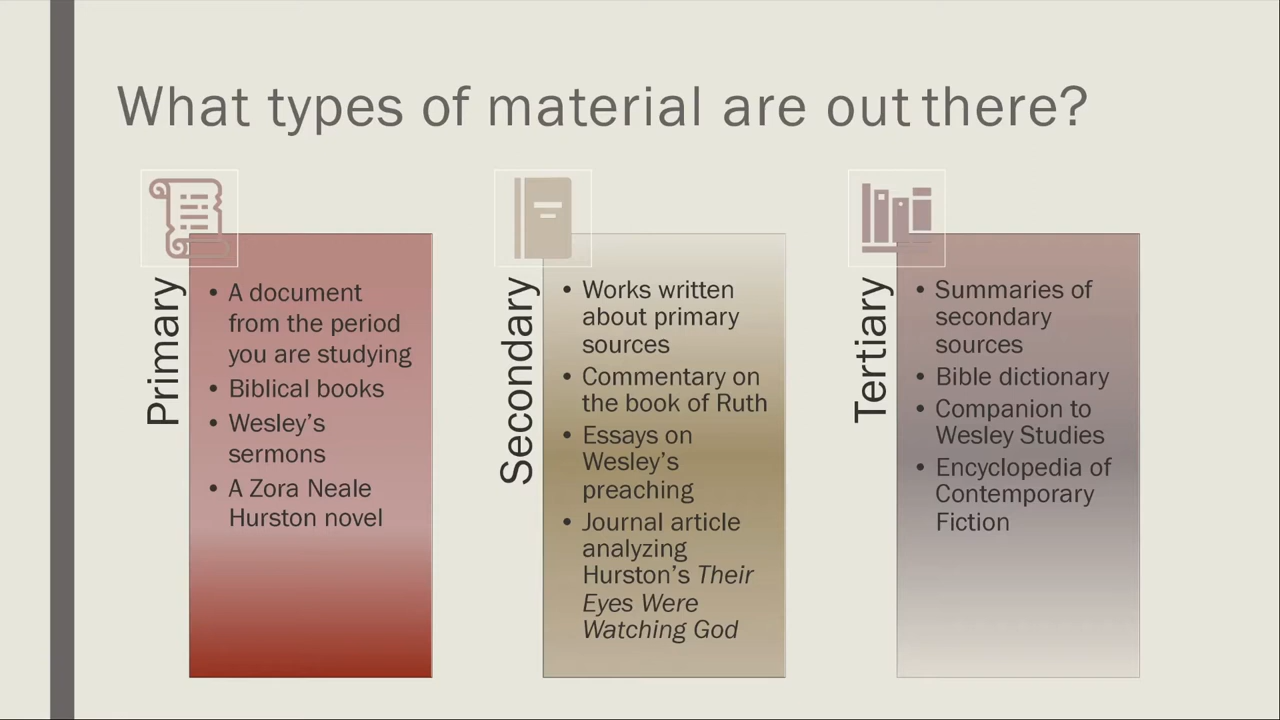 What types of material are out there?
Primary
• A document
from the period
you are studying
• Biblical books
• Wesley’s
sermons
• A Zora Neale
Hurston novel
Secondary
• Works written
about primary
sources
• Commentary on
the book of Ruth
• Essays on
Wesley’s
preaching
• Journal article
analyzing
Hurston’s Their
Eyes Were
Watching God
Tertiary
• Summaries of
secondary
sources
• Bible dictionary
• Companion to
Wesley Studies
• Encyclopedia of
Contemporary
Fiction